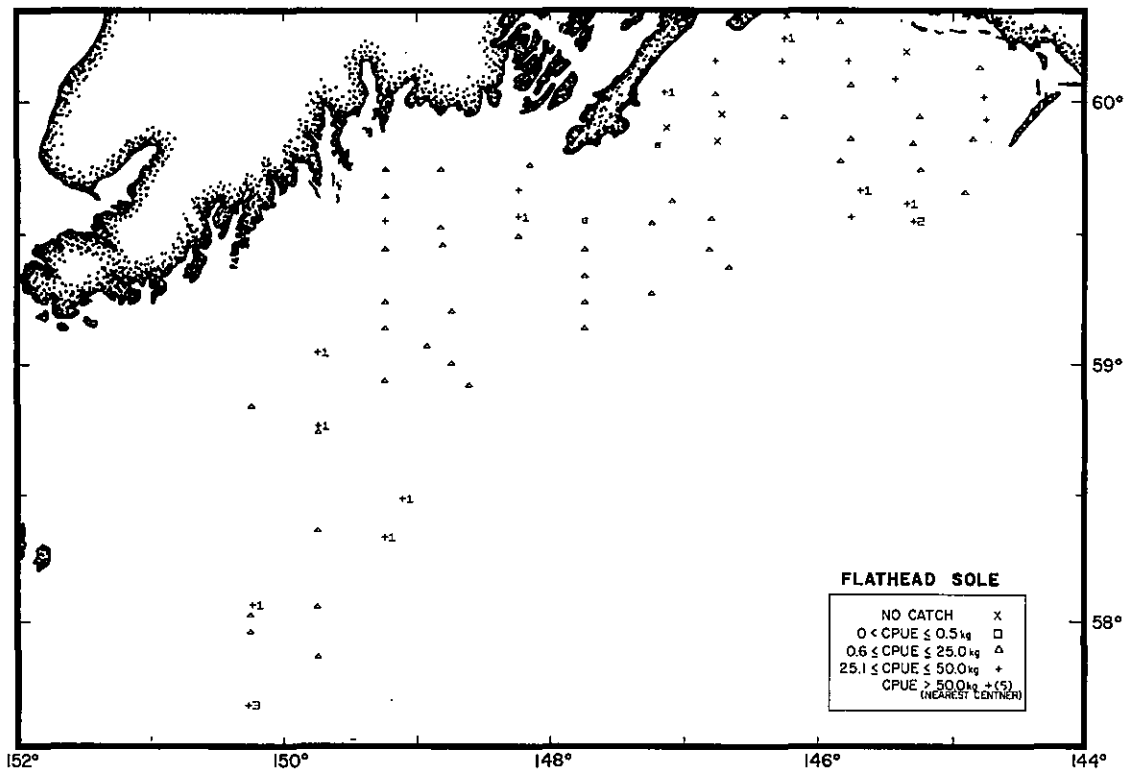 +1
+1
60°
+1
+1
+2
+1
+1
59°
+1
+1
+1
+1
+3
58°
FLATHEAD SOLE
NO CATCH X
0 < CPUE ≤ 0.5 kg □
0.6 ≤ CPUE ≤ 25.0 kg △
25.1 ≤ CPUE ≤ 50.0 kg +
CPUE > 50.0 kg +(5)
(NEAREST CENTNER)
152° 150° 148° 146° 144°